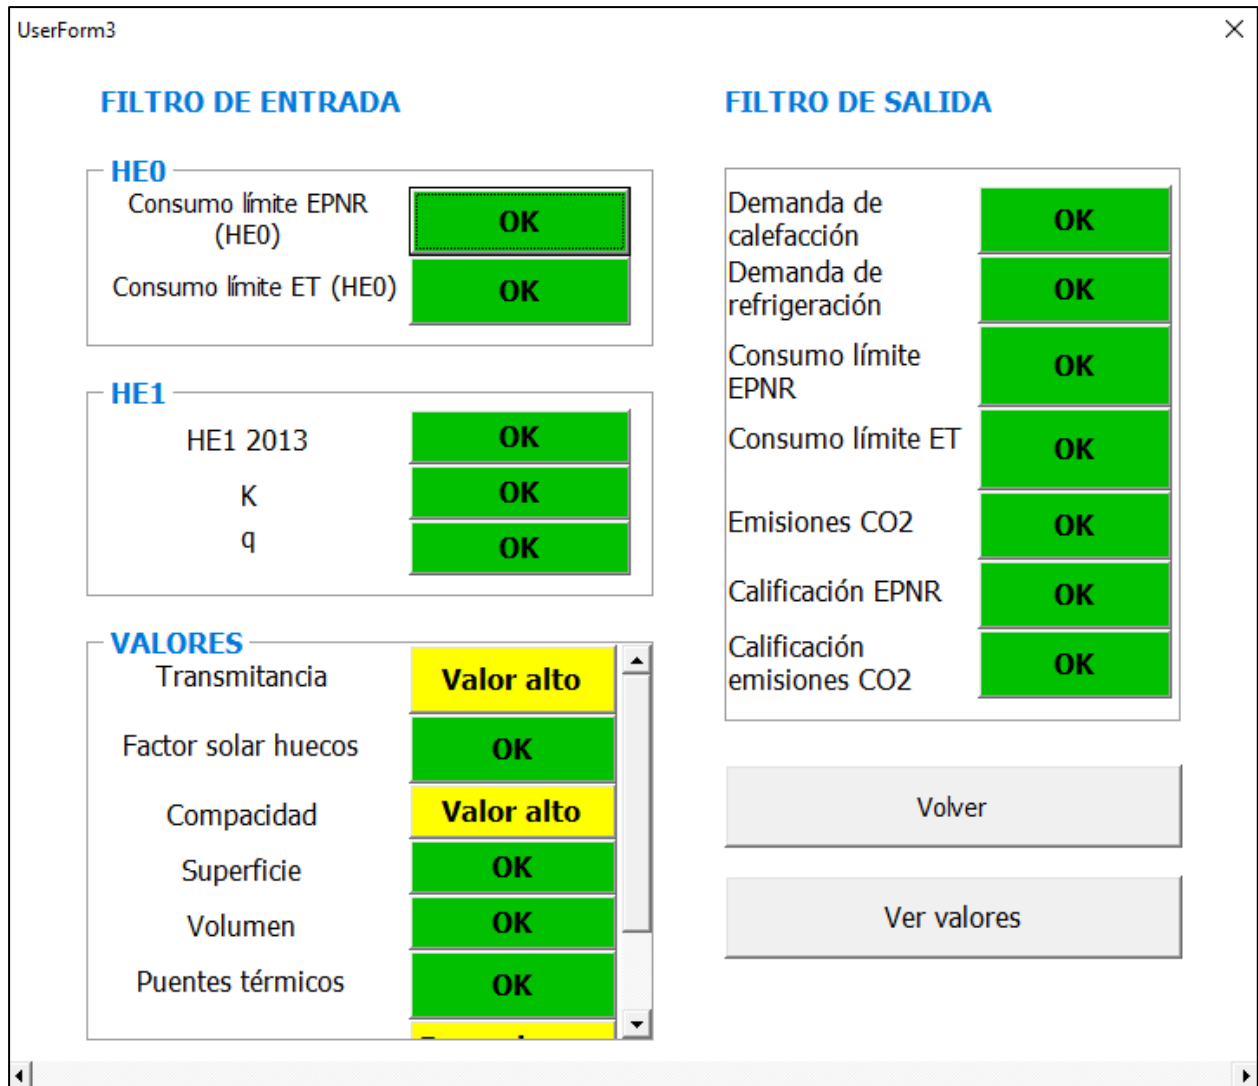 UserForm3
FILTRO DE ENTRADA
HE0
Consumo límite EPNR
(HE0)
OK
Consumo límite ET (HE0)
OK
HE1
HE1 2013
OK
K
OK
q
OK
VALORES
Transmitancia
Valor alto
Factor solar huecos
OK
Compacidad
Valor alto
Superficie
OK
Volumen
OK
Puentes térmicos
OK
FILTRO DE SALIDA
Demanda de
calefacción
OK
Demanda de
refrigeración
OK
Consumo límite
EPNR
OK
Consumo límite ET
OK
Emisiones CO2
OK
Calificación EPNR
OK
Calificación
emisiones CO2
OK
Volver
Ver valores